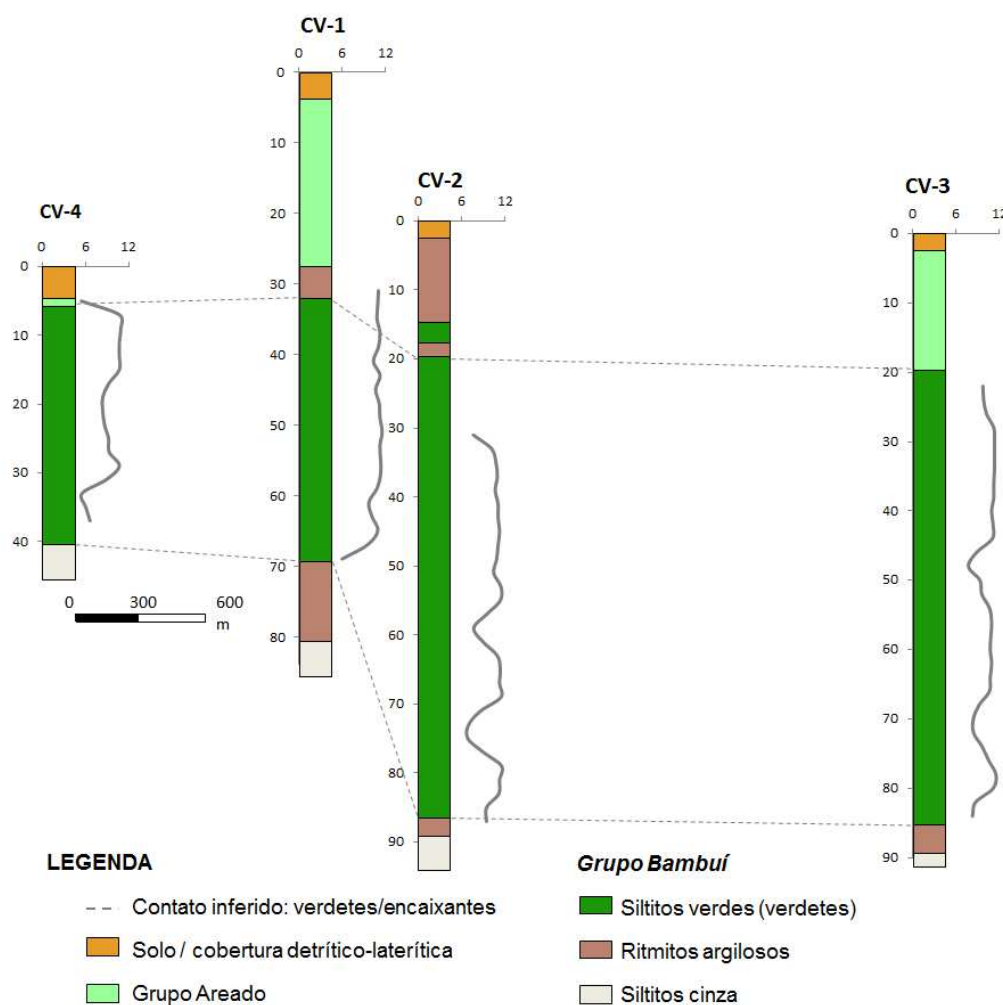 CV-1
0 6 12
0
10
20
30
40
50
60
70
80
CV-2
0 6 12
0
10
20
30
40
50
60
70
80
90
CV-3
0 6 12
0
10
20
30
40
50
60
70
80
90
CV-4
0 6 12
0
10
20
30
40
0 300 600
m
LEGENDA
Contato inferido: verdetes/encaixantes
Solo / cobertura detrítico-laterítica
Grupo Areado
Grupo Bambuí
Siltitos verdes (verdetes)
Ritmitos argilosos
Siltitos cinza